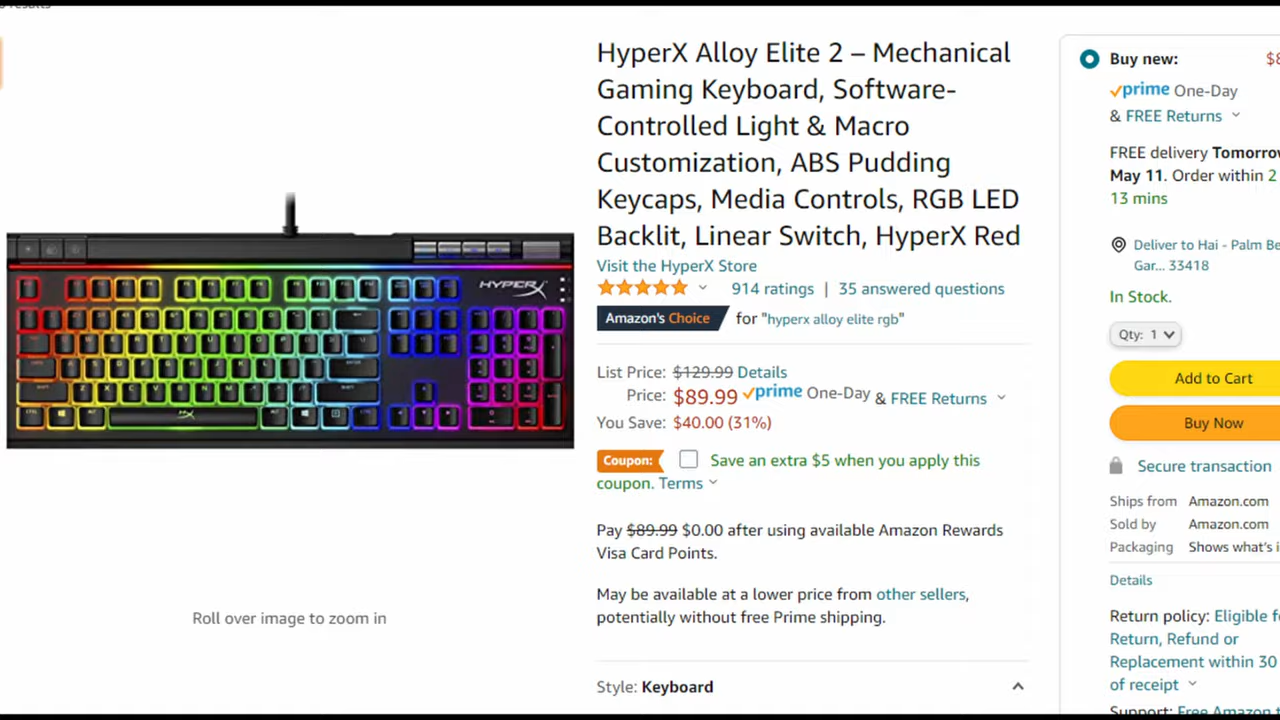 results
HYPERX
Roll over image to zoom in
HyperX Alloy Elite 2 – Mechanical
Gaming Keyboard, Software-
Controlled Light & Macro
Customization, ABS Pudding
Keycaps, Media Controls, RGB LED
Backlit, Linear Switch, HyperX Red
Visit the HyperX Store
914 ratings | 35 answered questions
Amazon's Choice for "hyperx alloy elite rgb"
List Price: $129.99 Details
Price: $89.99 prime One-Day & FREE Returns
You Save: $40.00 (31%)
Coupon: Save an extra $5 when you apply this
coupon. Terms
Pay $89.99 $0.00 after using available Amazon Rewards
Visa Card Points.
May be available at a lower price from other sellers,
potentially without free Prime shipping.
Style: Keyboard
Buy new: $8
prime One-Day
& FREE Returns
FREE delivery Tomorrow
May 11. Order within 2
13 mins
Deliver to Hai - Palm Be
Gar... 33418
In Stock.
Qty: 1
Add to Cart
Buy Now
Secure transaction
Ships from Amazon.com
Sold by Amazon.com
Packaging Shows what's i
Details
Return policy: Eligible fo
Return, Refund or
Replacement within 30
of receipt
Support: Free Amazon t